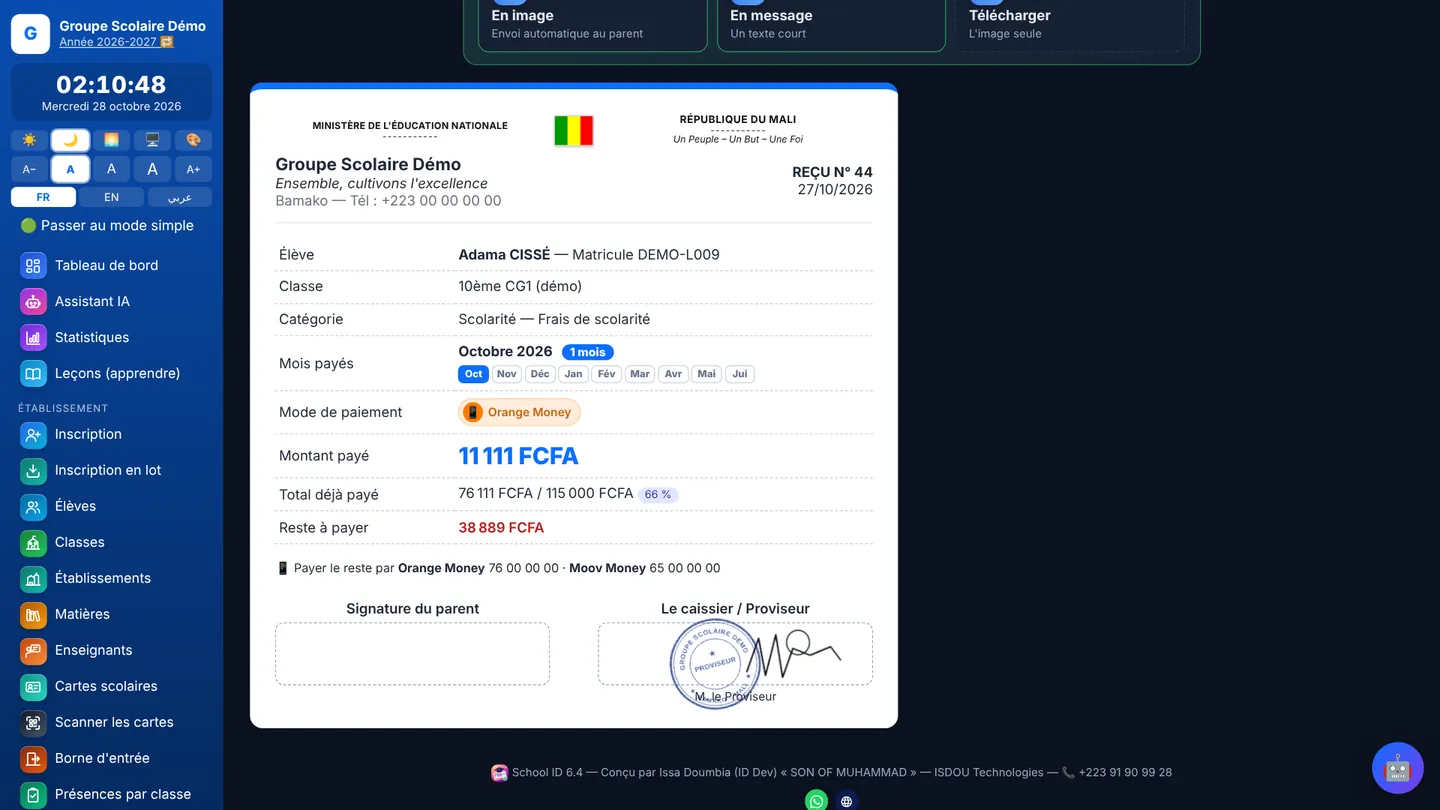 G
Groupe Scolaire Démo
Année 2026-2027
02:10:48
Mercredi 28 octobre 2026
A− A A A A+
FR EN عربي
Passer au mode simple
Tableau de bord
Assistant IA
Statistiques
Leçons (apprendre)
ÉTABLISSEMENT
Inscription
Inscription en lot
Élèves
Classes
Établissements
Matières
Enseignants
Cartes scolaires
Scanner les cartes
Borne d'entrée
Présences par classe
En image
Envoi automatique au parent
En message
Un texte court
Télécharger
L'image seule
MINISTÈRE DE L'ÉDUCATION NATIONALE
RÉPUBLIQUE DU MALI
Un Peuple – Un But – Une Foi
Groupe Scolaire Démo
Ensemble, cultivons l'excellence
Bamako — Tél : +223 00 00 00 00
REÇU N° 44
27/10/2026
Élève Adama CISSÉ — Matricule DEMO-L009
Classe 10ème CG1 (démo)
Catégorie Scolarité — Frais de scolarité
Mois payés Octobre 2026 1 mois
Oct Nov Déc Jan Fév Mar Avr Mai Jui
Mode de paiement Orange Money
Montant payé 11 111 FCFA
Total déjà payé 76 111 FCFA / 115 000 FCFA 66 %
Reste à payer 38 889 FCFA
Payer le reste par Orange Money 76 00 00 00 · Moov Money 65 00 00 00
Signature du parent
Le caissier / Proviseur
GROUPE SCOLAIRE DÉMO
PROVISEUR
M. le Proviseur
School ID 6.4 — Conçu par Issa Doumbia (ID Dev) « SON OF MUHAMMAD » — ISDOU Technologies — 📞 +223 91 90 99 28